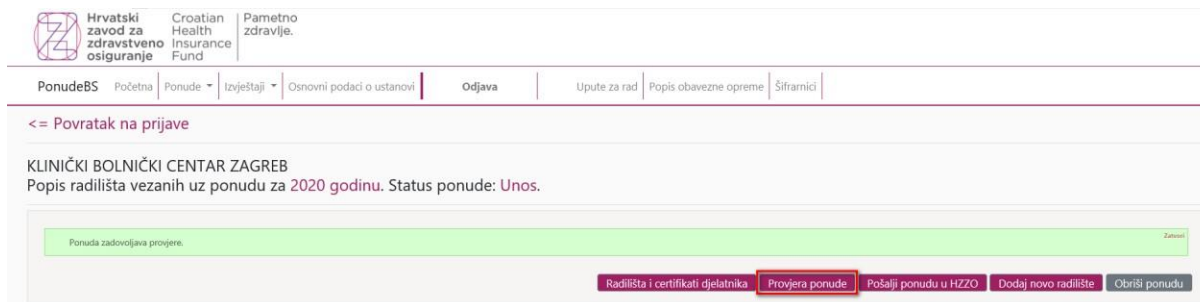 Hrvatski zavod za zdravstveno osiguranje
Croatian Health Insurance Fund
Pametno zdravlje.
PonudeBS Početna Ponude Izvještaji Osnovni podaci o ustanovi Odjava Upute za rad Popis obavezne opreme Šifrarnici
<= Povratak na prijave
KLINIČKI BOLNIČKI CENTAR ZAGREB
Popis radilišta vezanih uz ponudu za 2020 godinu. Status ponude: Unos.
Zatvori
Ponuda zadovoljava provjere.
Radilišta i certifikati djelatnika Provjera ponude Pošalji ponudu u HZZO Dodaj novo radilište Obriši ponudu